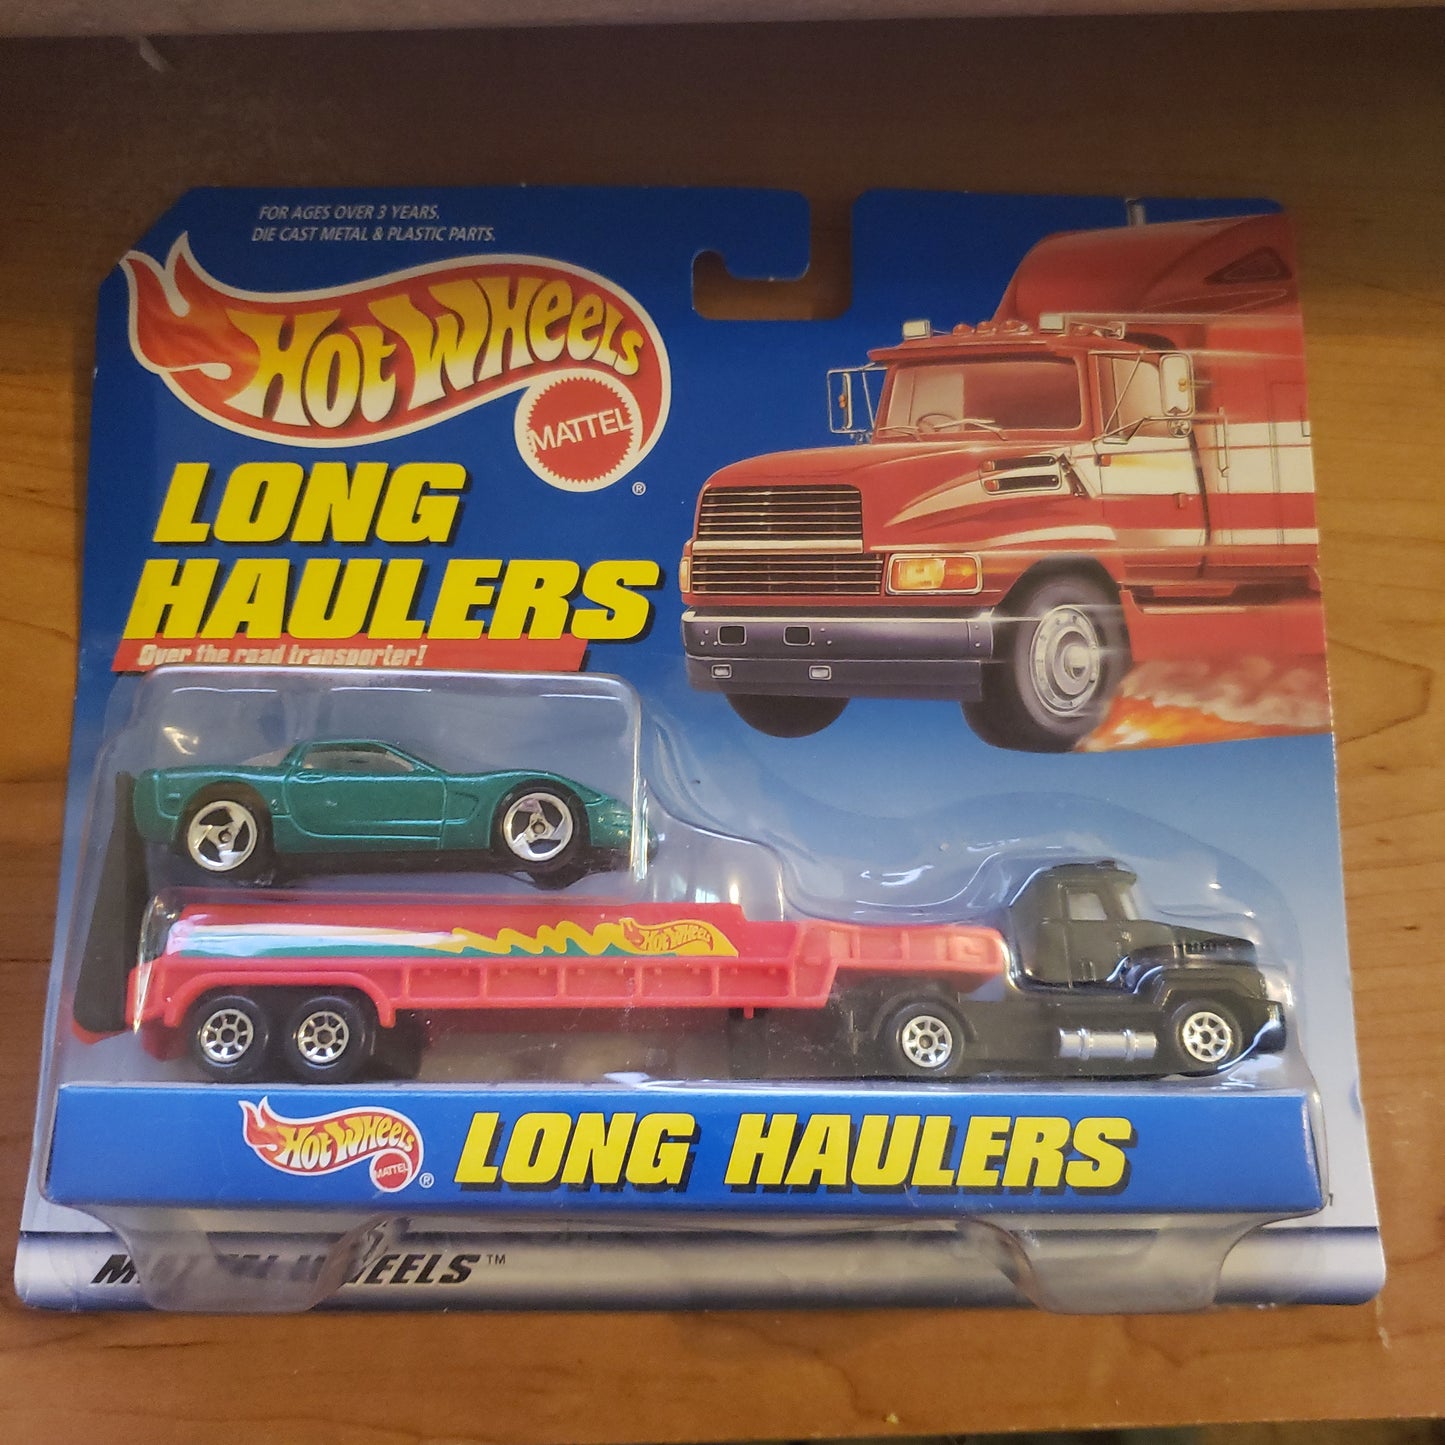 FOR AGES OVER 3 YEARS.
DIE CAST METAL & PLASTIC PARTS.
HOT WHEELS
MATTEL
®
LONG
HAULERS
Over the road transporter!
HOT WHEELS
HOT WHEELS
MATTEL
®
LONG HAULERS
WHEELS™